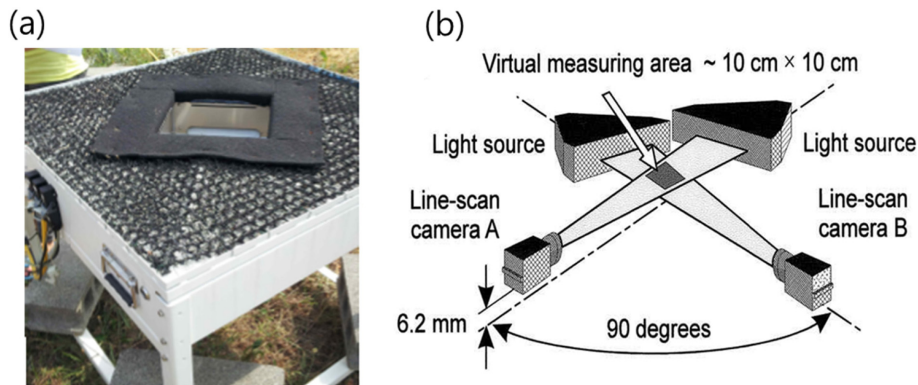 (a)
(b)
Virtual measuring area ~ 10 cm × 10 cm
Light source
Light source
Line-scan
camera A
Line-scan
camera B
6.2 mm
90 degrees